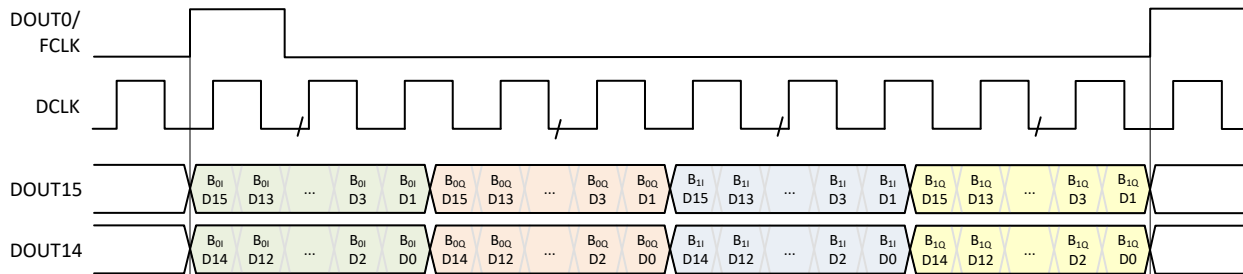 DOUT0/
FCLK
DCLK
DOUT15
B0I B0I ... B0I B0I B0Q B0Q ... B0Q B0Q B1I B1I ... B1I B1I B1Q B1Q ... B1Q B1Q
D15 D13 D3 D1 D15 D13 D3 D1 D15 D13 D3 D1 D15 D13 D3 D1
DOUT14
B0I B0I ... B0I B0I B0Q B0Q ... B0Q B0Q B1I B1I ... B1I B1I B1Q B1Q ... B1Q B1Q
D14 D12 D2 D0 D14 D12 D2 D0 D14 D12 D2 D0 D14 D12 D2 D0